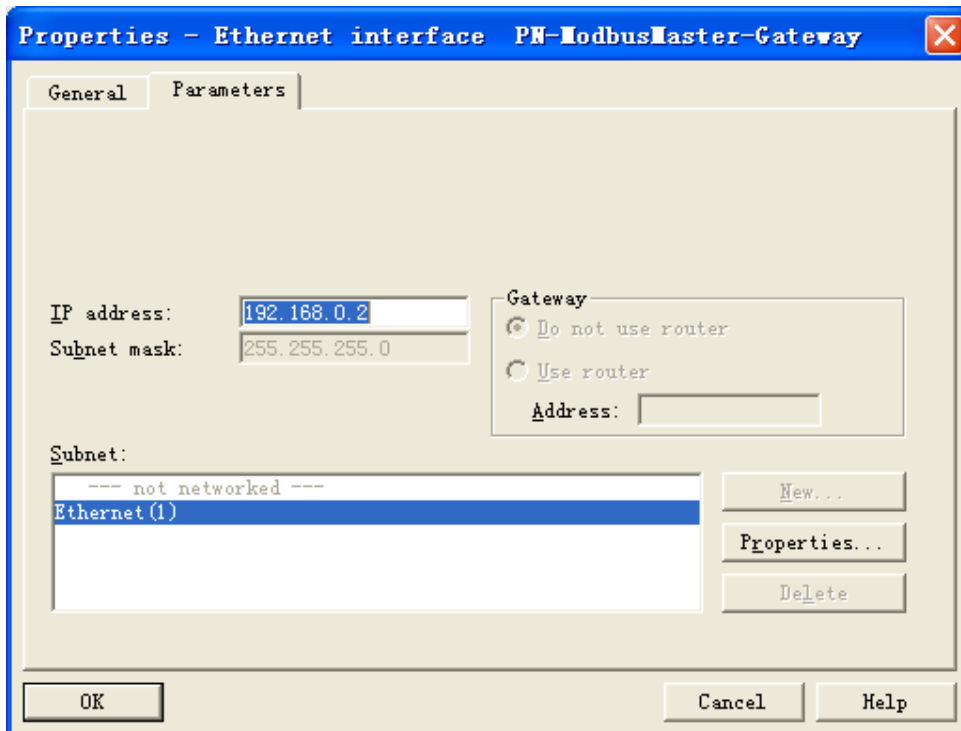 Properties - Ethernet interface  PN-ModbusMaster-Gateway
General
Parameters
IP address:
192.168.0.2
Subnet mask:
255.255.255.0
Gateway
Do not use router
Use router
Address:
Subnet:
--- not networked ---
Ethernet(1)
New...
Properties...
Delete
OK
Cancel
Help